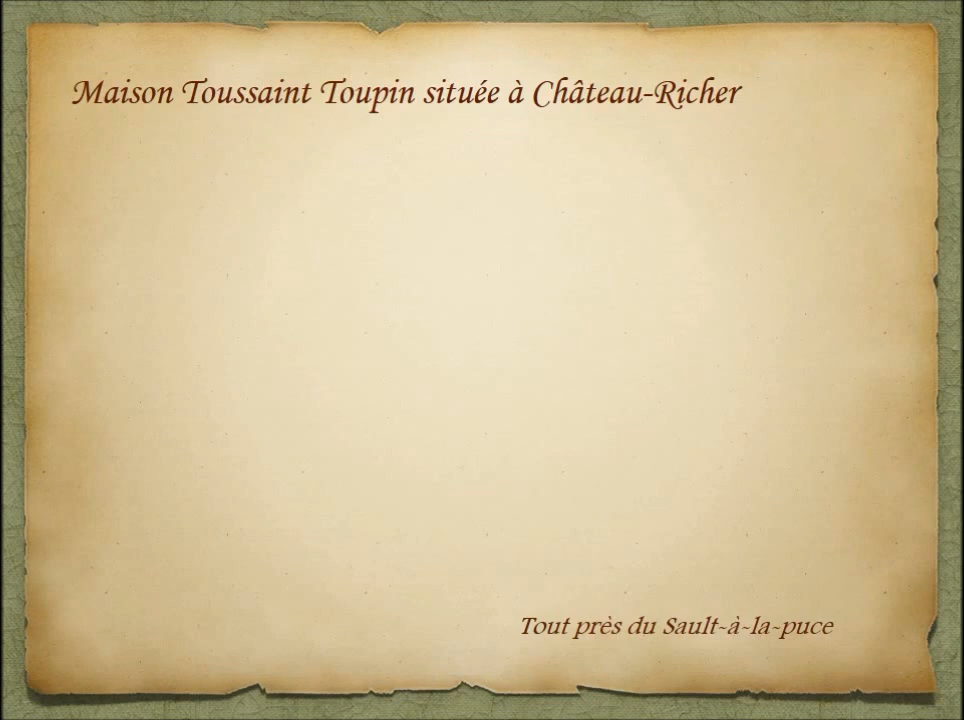 Maison Toussaint Toupin située à Château-Richer
Tout près du Sault-à-la-puce